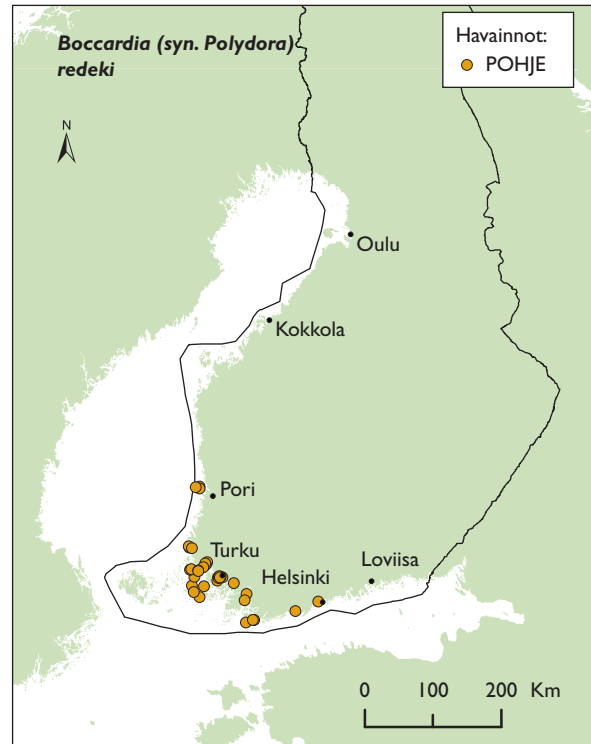 Boccardia (syn. Polydora)
redeki
Havainnot:
POHJE
N
Oulu
Kokkola
Pori
Turku
Helsinki
Loviisa
0 100 200 Km